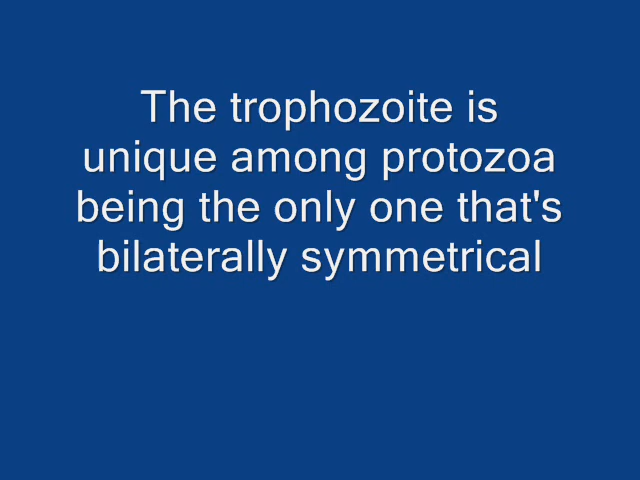 The trophozoite is
unique among protozoa
being the only one that's
bilaterally symmetrical